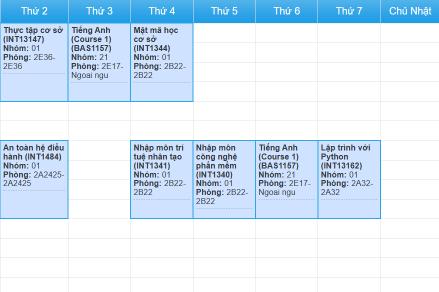 Thứ 2 Thứ 3 Thứ 4 Thứ 5 Thứ 6 Thứ 7 Chủ Nhật
Thực tập cơ sở
(INT13147)
Nhóm: 01
Phòng: 2E36-
2E36
Tiếng Anh
(Course 1)
(BAS1157)
Nhóm: 21
Phòng: 2E17-
Ngoai ngu
Mật mã học
cơ sở
(INT1344)
Nhóm: 01
Phòng: 2B22-
2B22
An toàn hệ điều
hành (INT1484)
Nhóm: 01
Phòng: 2A2425-
2A2425
Nhập môn trí
tuệ nhân tạo
(INT1341)
Nhóm: 01
Phòng: 2B22-
2B22
Nhập môn
công nghệ
phần mềm
(INT1340)
Nhóm: 01
Phòng: 2B22-
2B22
Tiếng Anh
(Course 1)
(BAS1157)
Nhóm: 21
Phòng: 2E17-
Ngoai ngu
Lập trình với
Python
(INT13162)
Nhóm: 01
Phòng: 2A32-
2A32